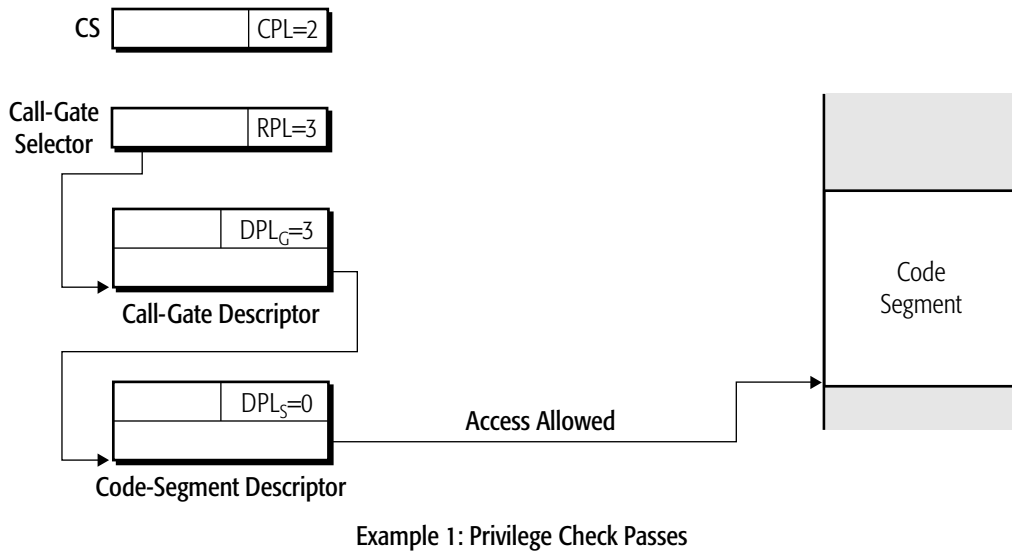 CS
CPL=2
Call-Gate
Selector
RPL=3
DPLG=3
Call-Gate Descriptor
DPLS=0
Code-Segment Descriptor
Access Allowed
Code
Segment
Example 1: Privilege Check Passes